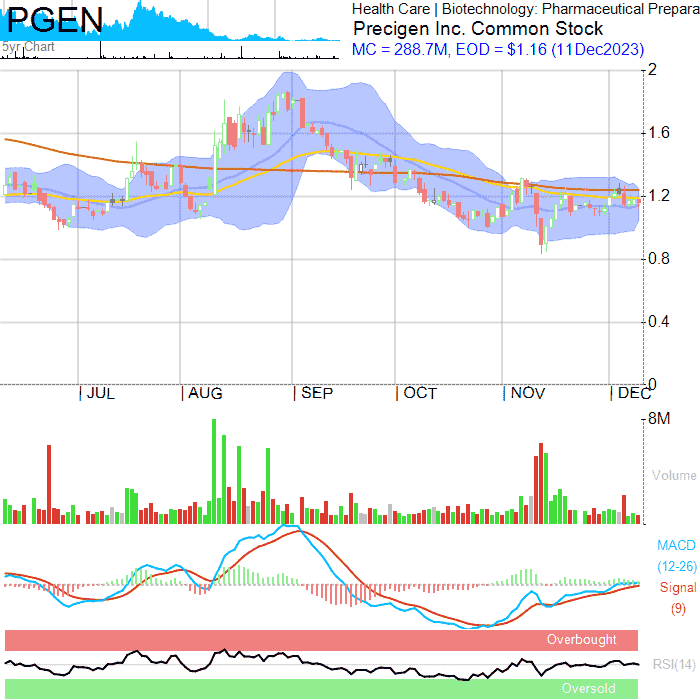 PGEN
5yr Chart
Health Care | Biotechnology: Pharmaceutical Prepara
Precigen Inc. Common Stock
MC = 288.7M, EOD = $1.16 (11Dec2023)
2
1.6
1.2
0.8
0.4
0
JUL AUG SEP OCT NOV DEC
8M
Volume
MACD
(12-26)
Signal
(9)
Overbought
RSI(14)
Oversold